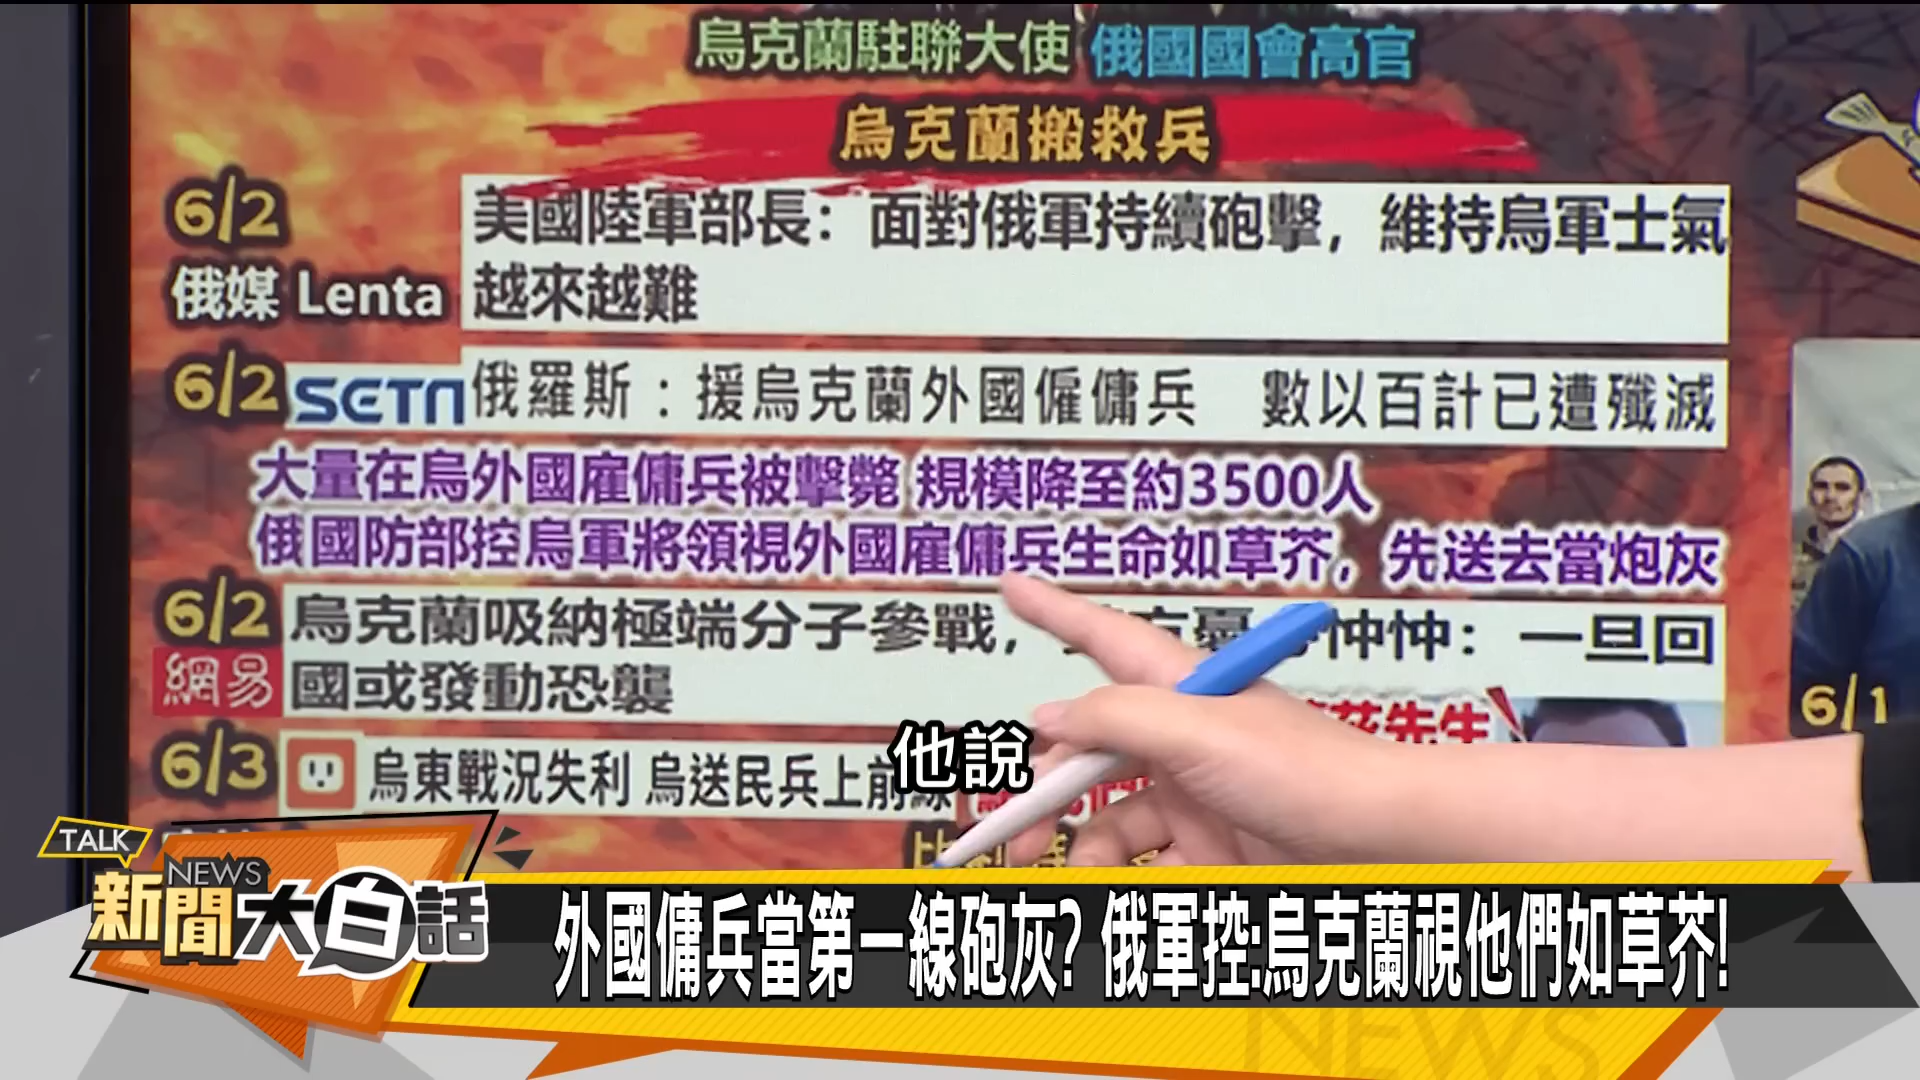 烏克蘭駐聯大使 俄國國會高官
烏克蘭搬救兵
6/2
俄媒 Lenta
美國陸軍部長：面對俄軍持續砲擊，維持烏軍士氣
越來越難
6/2 SETN 俄羅斯：援烏克蘭外國僱傭兵 數以百計已遭殲滅
大量在烏外國雇傭兵被擊斃 規模降至約3500人
俄國防部控烏軍將領視外國雇傭兵生命如草芥，先送去當炮灰
6/2
網易
烏克蘭吸納極端分子參戰， 忡忡：一旦回
國或發動恐襲
6/3 烏東戰況失利 烏送民兵上前線
先生
6/1
他說
TALK
NEWS
新聞大白話
外國傭兵當第一線砲灰? 俄軍控:烏克蘭視他們如草芥!
NEWS